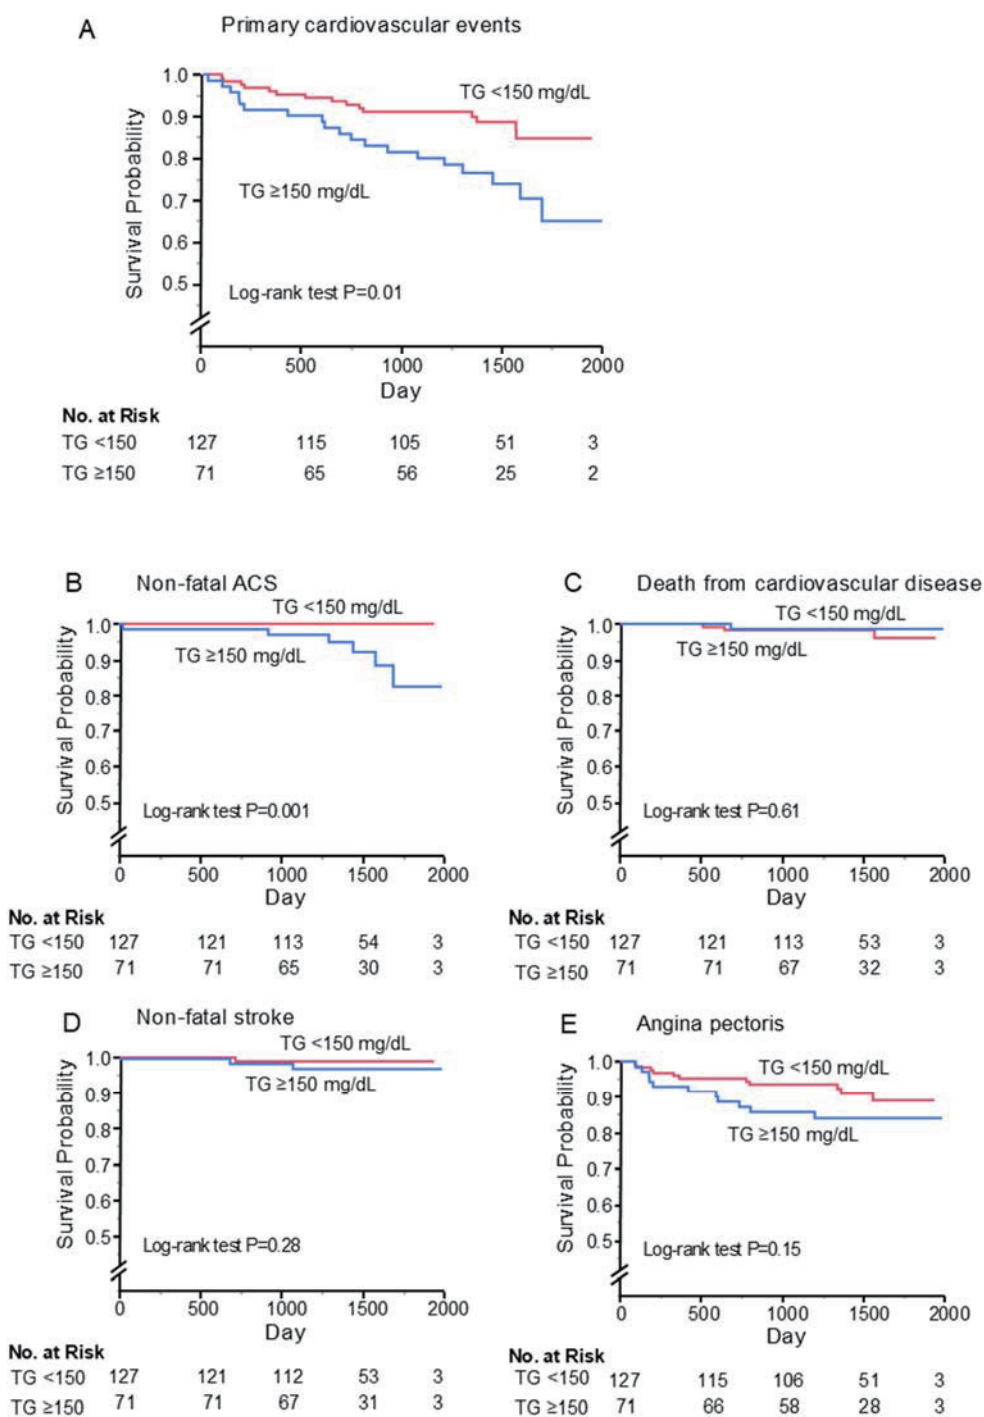 A Primary cardiovascular events
1.0
0.9
0.8
0.7
0.6
0.5
Survival Probability
TG <150 mg/dL
TG ≥150 mg/dL
Log-rank test P=0.01
0 500 1000 1500 2000
Day
No. at Risk
TG <150 127 115 105 51 3
TG ≥150 71 65 56 25 2
B Non-fatal ACS
TG <150 mg/dL
1.0
0.9
0.8
0.7
0.6
0.5
Survival Probability
TG ≥150 mg/dL
Log-rank test P=0.001
0 500 1000 1500 2000
Day
No. at Risk
TG <150 127 121 113 54 3
TG ≥150 71 71 65 30 3
C Death from cardiovascular disease
TG <150 mg/dL
1.0
0.9
0.8
0.7
0.6
0.5
Survival Probability
TG ≥150 mg/dL
Log-rank test P=0.61
0 500 1000 1500 2000
Day
No. at Risk
TG <150 127 121 113 53 3
TG ≥150 71 71 67 32 3
D Non-fatal stroke
TG <150 mg/dL
1.0
0.9
0.8
0.7
0.6
0.5
Survival Probability
TG ≥150 mg/dL
Log-rank test P=0.28
0 500 1000 1500 2000
Day
No. at Risk
TG <150 127 121 112 53 3
TG ≥150 71 71 67 31 3
E Angina pectoris
TG <150 mg/dL
1.0
0.9
0.8
0.7
0.6
0.5
Survival Probability
TG ≥150 mg/dL
Log-rank test P=0.15
0 500 1000 1500 2000
Day
No. at Risk
TG <150 127 115 106 51 3
TG ≥150 71 66 58 28 3